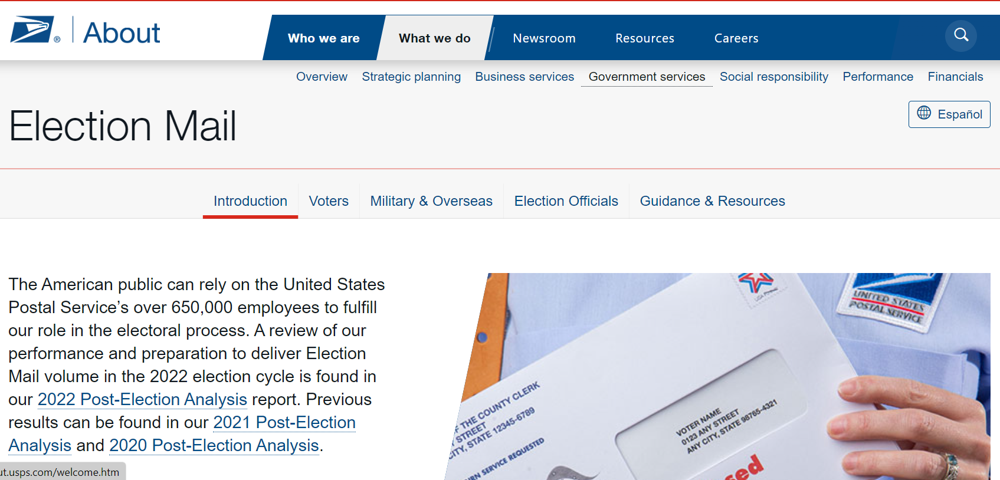 ® About
Who we are
What we do
Newsroom
Resources
Careers
Overview
Strategic planning
Business services
Government services
Social responsibility
Performance
Financials
Election Mail
Español
Introduction
Voters
Military & Overseas
Election Officials
Guidance & Resources
The American public can rely on the United States
Postal Service’s over 650,000 employees to fulfill
our role in the electoral process. A review of our
performance and preparation to deliver Election
Mail volume in the 2022 election cycle is found in
our 2022 Post-Election Analysis report. Previous
results can be found in our 2021 Post-Election
Analysis and 2020 Post-Election Analysis.
ut.usps.com/welcome.htm
USA
UNITED STATES
POSTAL SERVICE
F THE COUNTY CLERK
STREET
CITY, STATE 12345-6789
URN SERVICE REQUESTED
VOTER NAME
0123 ANY STREET
ANY CITY, STATE 98765-4321
sed